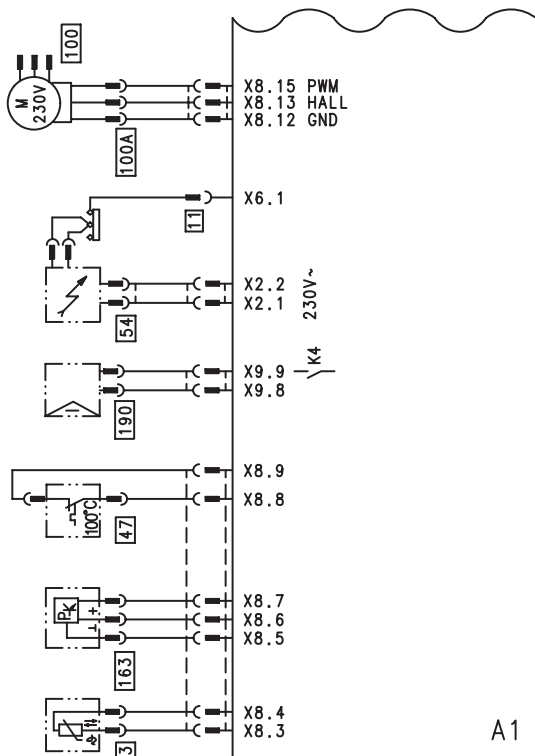 100
M
230V
100A
X8.15 PWM
X8.13 HALL
X8.12 GND
11
X6.1
54
X2.2
X2.1
230V~
190
X9.9
X9.8
K4
X8.9
X8.8
100°C
47
P
K
+
⊥
163
X8.7
X8.6
X8.5
3
X8.4
X8.3
A1